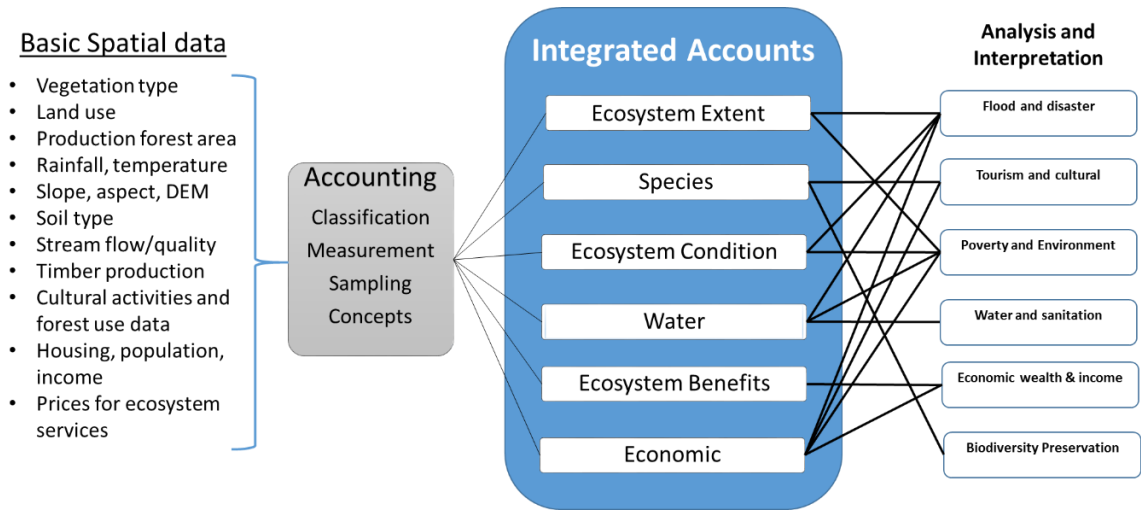 Basic Spatial data
• Vegetation type
• Land use
• Production forest area
• Rainfall, temperature
• Slope, aspect, DEM
• Soil type
• Stream flow/quality
• Timber production
• Cultural activities and
forest use data
• Housing, population,
income
• Prices for ecosystem
services
Accounting
Classification
Measurement
Sampling
Concepts
Integrated Accounts
Ecosystem Extent
Species
Ecosystem Condition
Water
Ecosystem Benefits
Economic
Analysis and
Interpretation
Flood and disaster
Tourism and cultural
Poverty and Environment
Water and sanitation
Economic wealth & income
Biodiversity Preservation